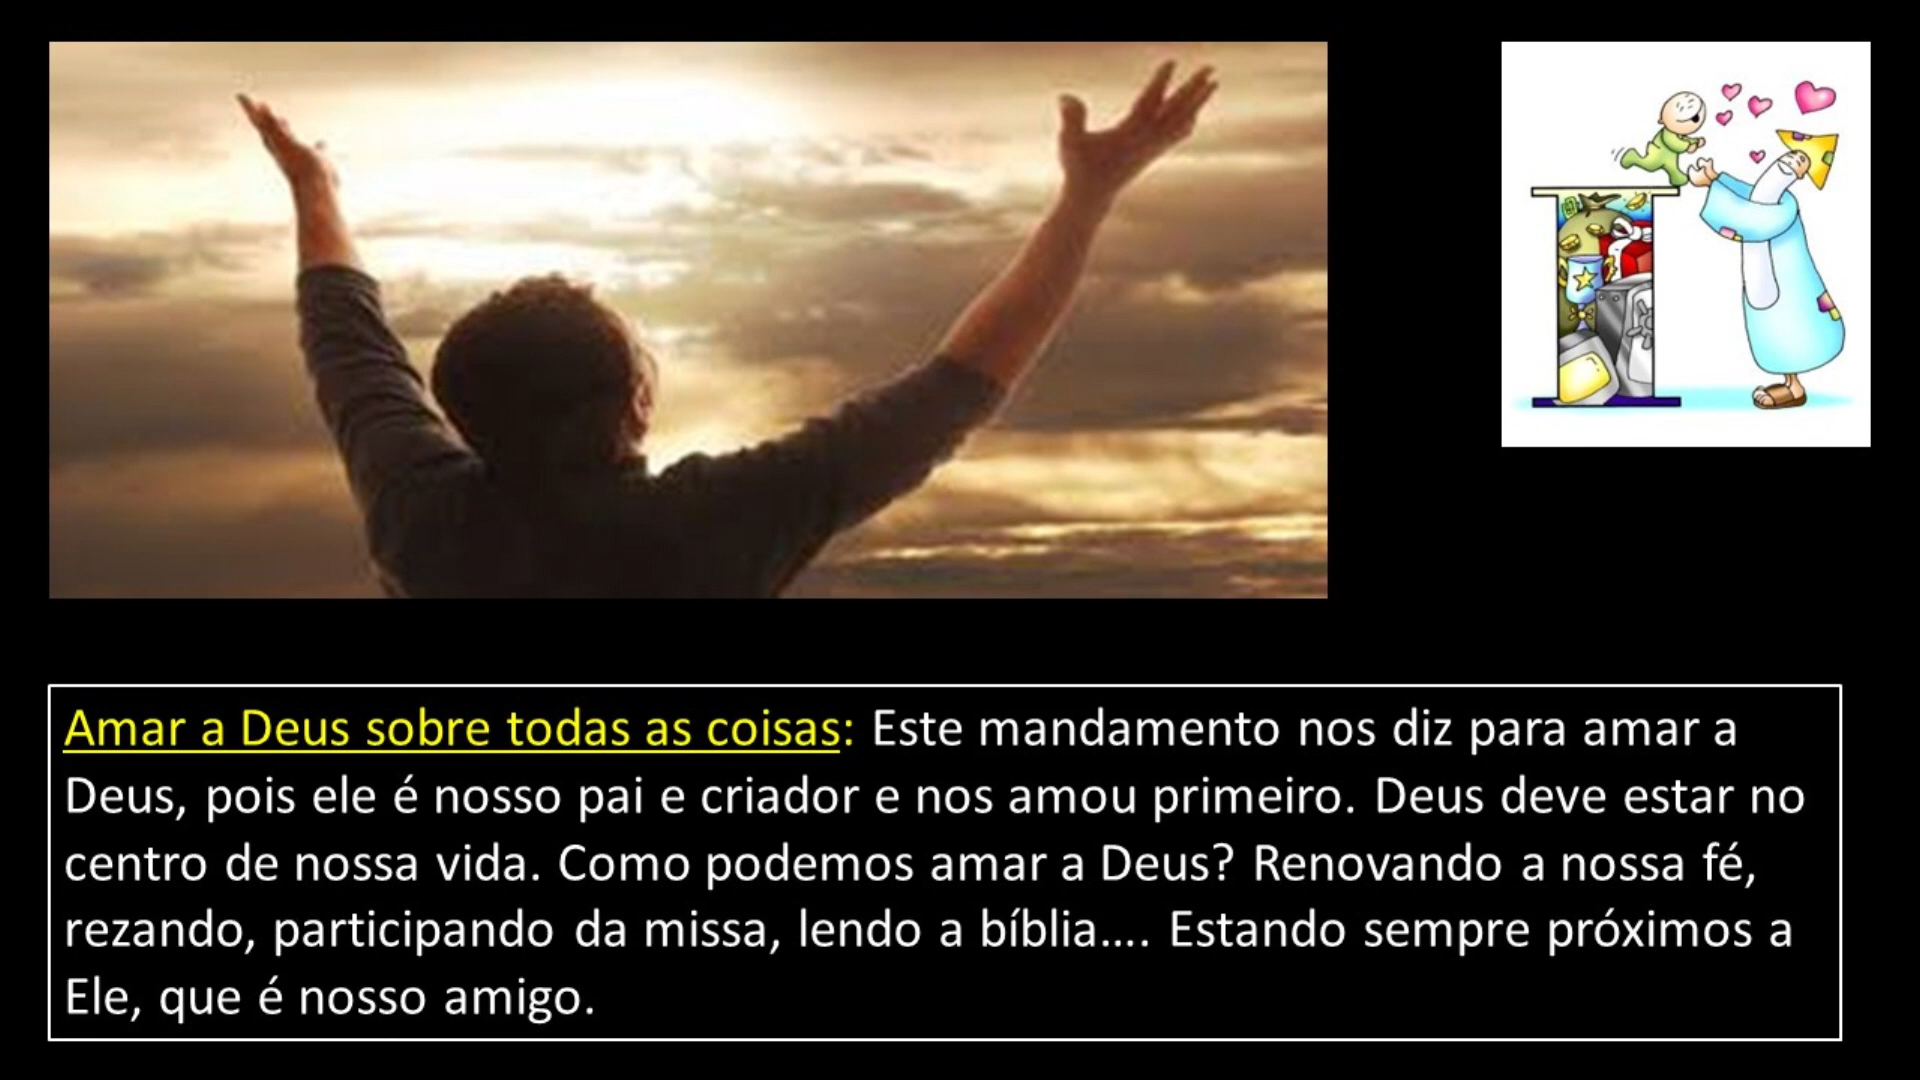 Amar a Deus sobre todas as coisas: Este mandamento nos diz para amar a
Deus, pois ele é nosso pai e criador e nos amou primeiro. Deus deve estar no
centro de nossa vida. Como podemos amar a Deus? Renovando a nossa fé,
rezando, participando da missa, lendo a bíblia.... Estando sempre próximos a
Ele, que é nosso amigo.